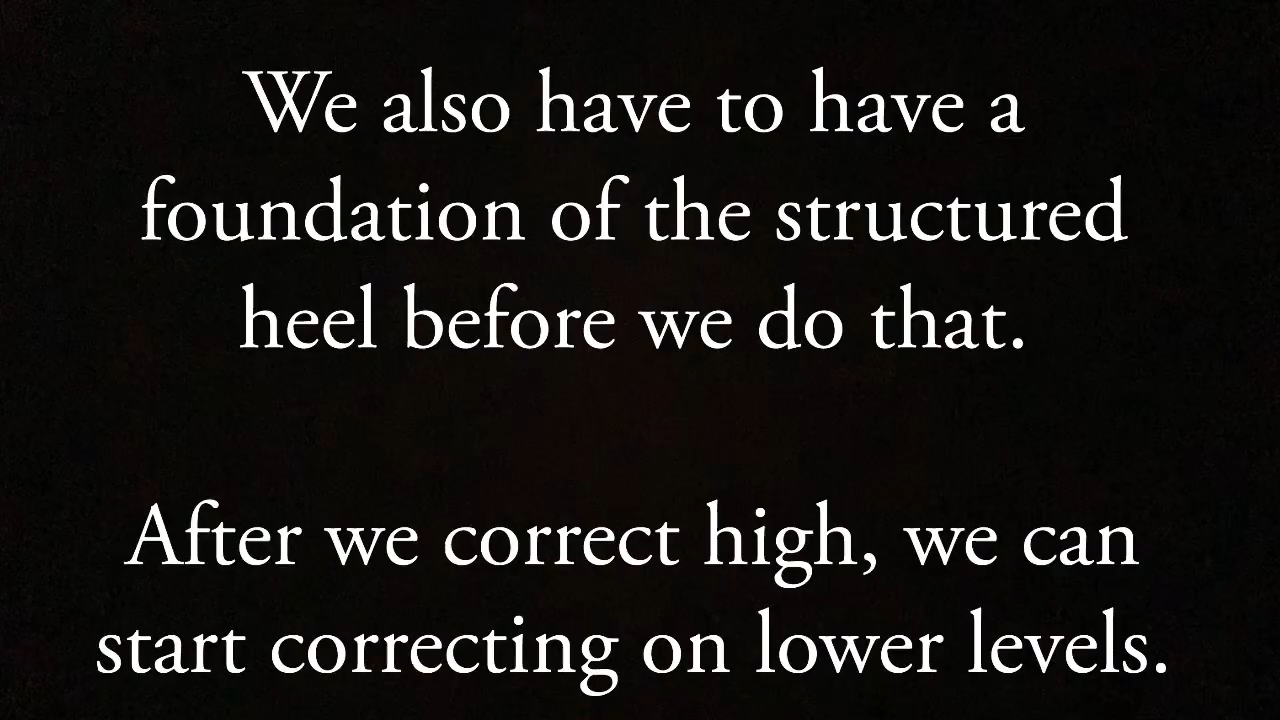 We also have to have a
foundation of the structured
heel before we do that.
After we correct high, we can
start correcting on lower levels.